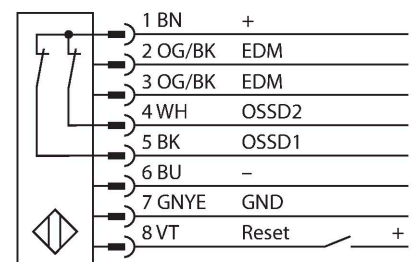 1 BN +
2 OG/BK EDM
3 OG/BK EDM
4 WH OSSD2
5 BK OSSD1
6 BU –
7 GNYE GND
8 VT Reset +